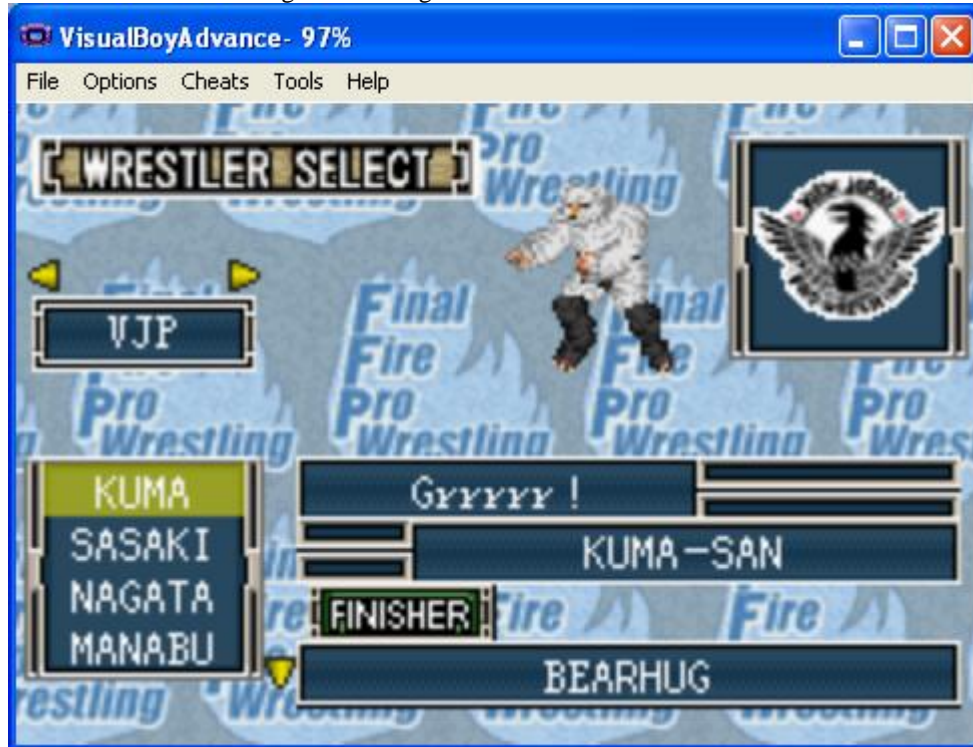 VisualBoyAdvance- 97%
File Options Cheats Tools Help
WRESTLER SELECT
VJP
KUMA
SASAKI
NAGATA
MANABU
Grrrrr !
KUMA-SAN
FINISHER
BEARHUG
Final
Fire
Pro
Wrestling